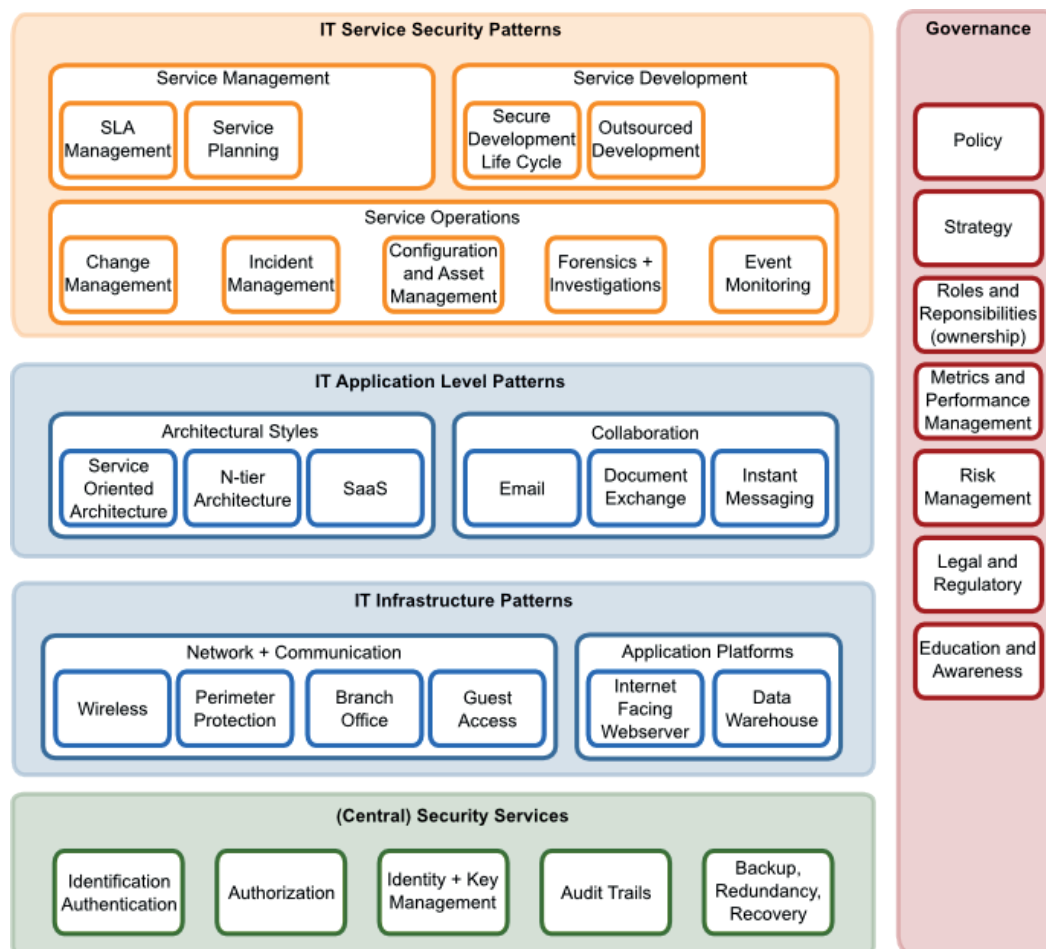 IT Service Security Patterns
Service Management
SLA
Management
Service
Planning
Service Development
Secure
Development
Life Cycle
Outsourced
Development
Service Operations
Change
Management
Incident
Management
Configuration
and Asset
Management
Forensics +
Investigations
Event
Monitoring
IT Application Level Patterns
Architectural Styles
Service
Oriented
Architecture
N-tier
Architecture
SaaS
Collaboration
Email
Document
Exchange
Instant
Messaging
IT Infrastructure Patterns
Network + Communication
Wireless
Perimeter
Protection
Branch
Office
Guest
Access
Application Platforms
Internet
Facing
Webserver
Data
Warehouse
(Central) Security Services
Identification
Authentication
Authorization
Identity + Key
Management
Audit Trails
Backup,
Redundancy,
Recovery
Governance
Policy
Strategy
Roles and
Reponsibilities
(ownership)
Metrics and
Performance
Management
Risk
Management
Legal and
Regulatory
Education and
Awareness